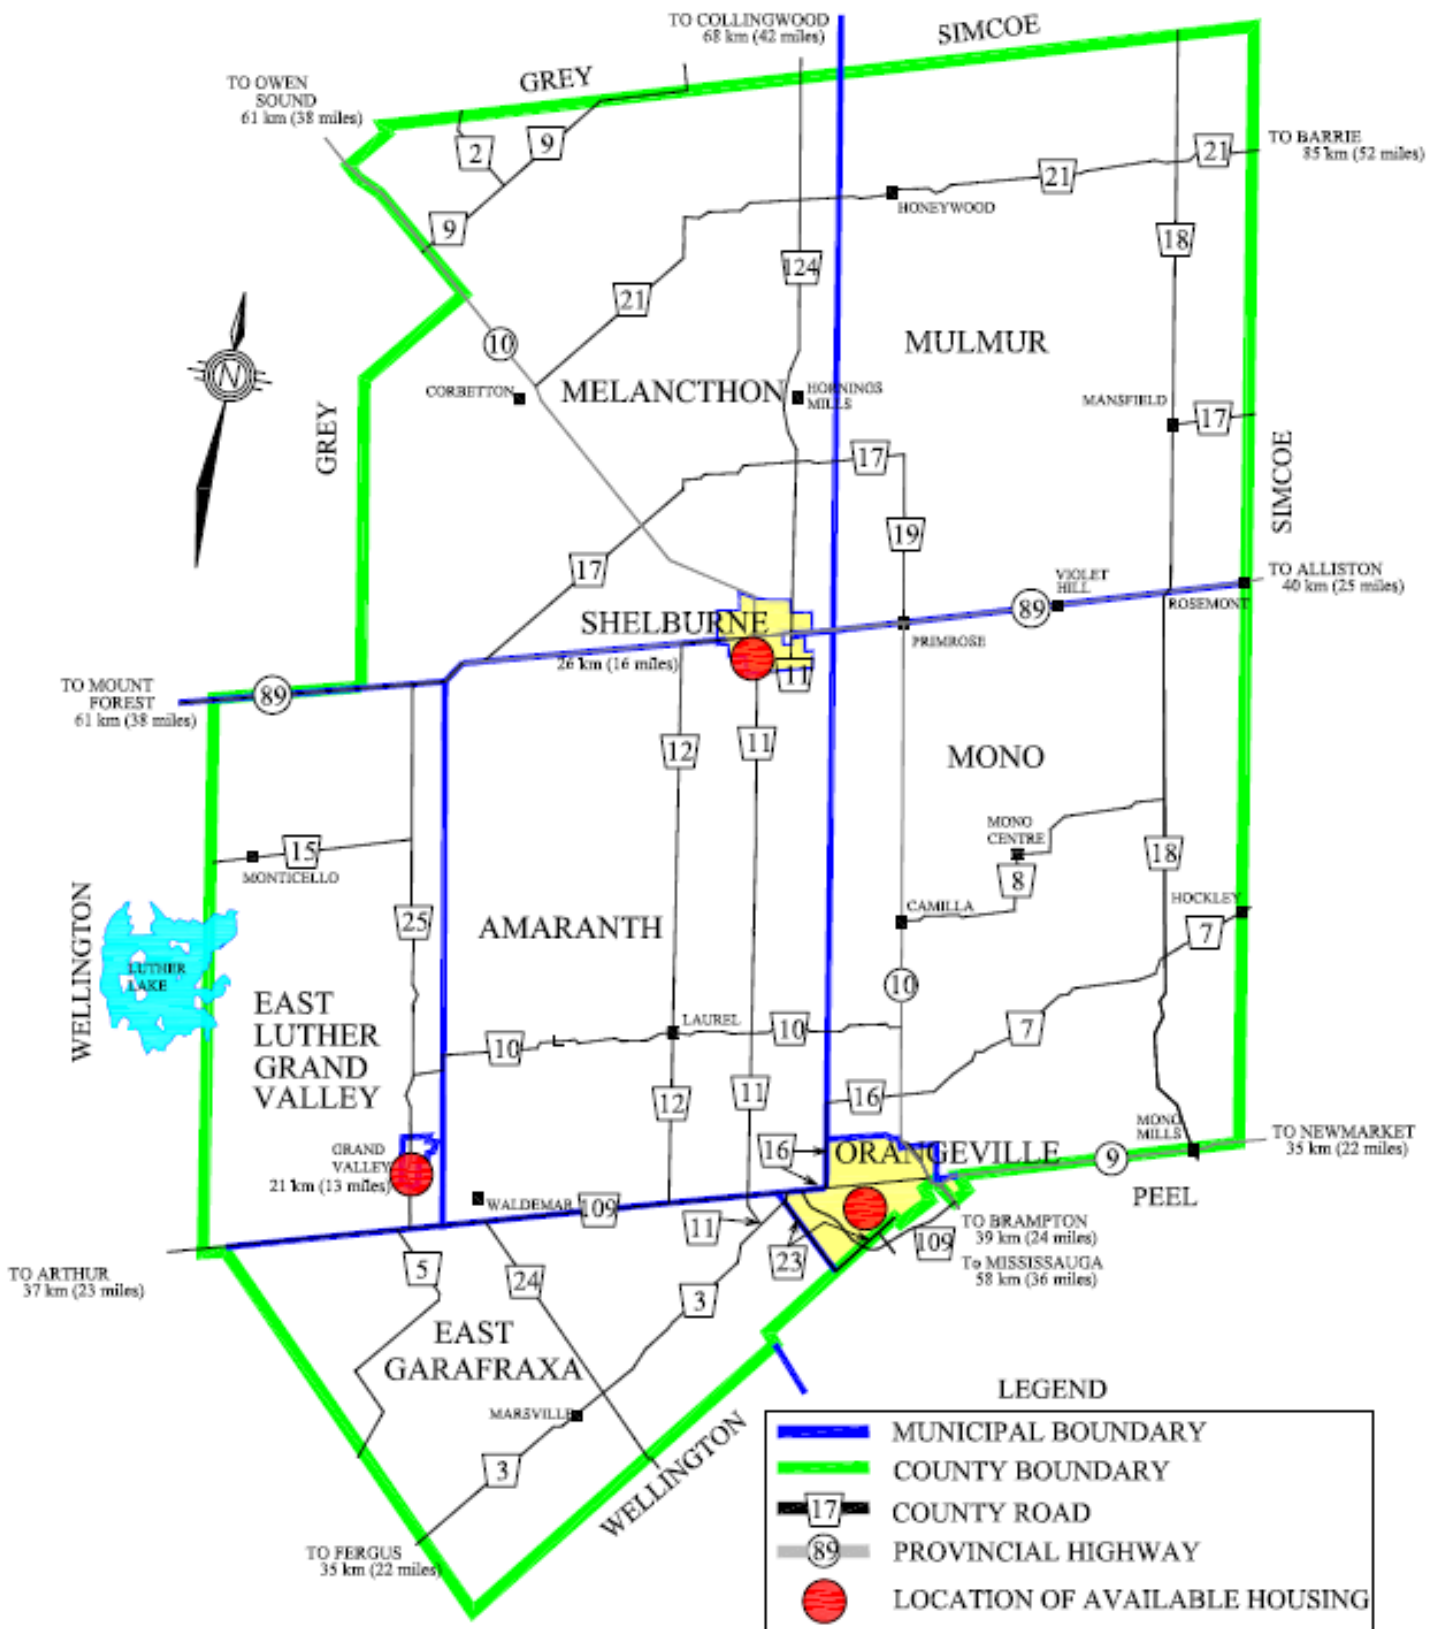 TO COLLINGWOOD
68 km (42 miles)
SIMCOE
GREY
TO OWEN
SOUND
61 km (38 miles)
2
9
9
21
21
TO BARRIE
85 km (52 miles)
HONEYWOOD
18
124
21
N
10
MULMUR
CORBETTON
MELANCTHON
HORNINGS
MILLS
MANSFIELD
17
GREY
SIMCOE
17
19
17
VIOLET
HILL
TO ALLISTON
40 km (25 miles)
ROSEMONT
89
SHELBURNE
PRIMROSE
26 km (16 miles)
11
TO MOUNT
FOREST
61 km (38 miles)
89
12
11
MONO
MONO
CENTRE
15
MONTICELLO
18
8
HOCKLEY
25
AMARANTH
CAMILLA
7
WELLINGTON
LUTHER
LAKE
10
EAST
LUTHER
GRAND
VALLEY
LAUREL
10
10
7
12
11
16
MONO
MILLS
TO NEWMARKET
35 km (22 miles)
GRAND
VALLEY
21 km (13 miles)
16
ORANGEVILLE
9
PEEL
WALDEMAR
109
11
23
109
TO BRAMPTON
39 km (24 miles)
To MISSISSAUGA
58 km (36 miles)
TO ARTHUR
37 km (23 miles)
5
24
3
EAST
GARAFRAXA
MARSVILLE
3
WELLINGTON
TO FERGUS
35 km (22 miles)
LEGEND
MUNICIPAL BOUNDARY
COUNTY BOUNDARY
17 COUNTY ROAD
89 PROVINCIAL HIGHWAY
LOCATION OF AVAILABLE HOUSING